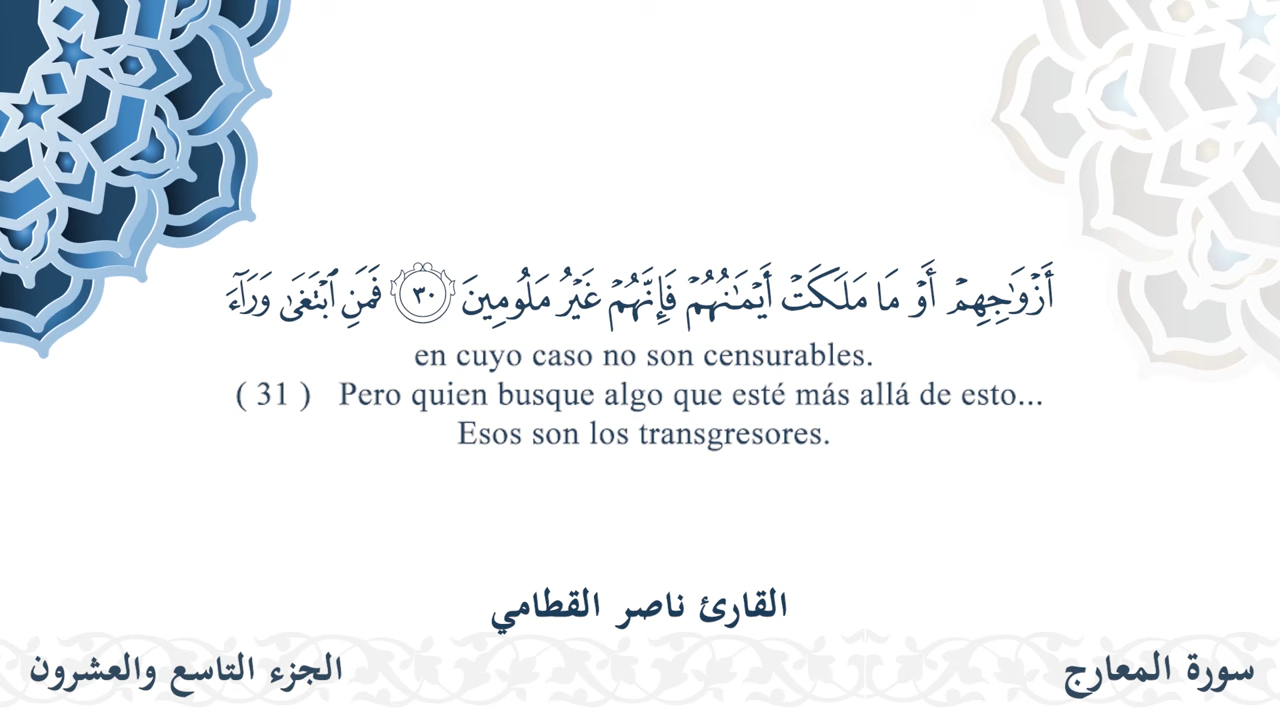 أَزْوَٰجِهِمْ أَوْ مَا مَلَكَتْ أَيْمَٰنُهُمْ فَإِنَّهُمْ غَيْرُ مَلُومِينَ ٣٠ فَمَنِ ٱبْتَغَىٰ وَرَآءَ
en cuyo caso no son censurables.
( 31 ) Pero quien busque algo que esté más allá de esto...
Esos son los transgresores.
القارئ ناصر القطامي
سورة المعارج
الجزء التاسع والعشرون